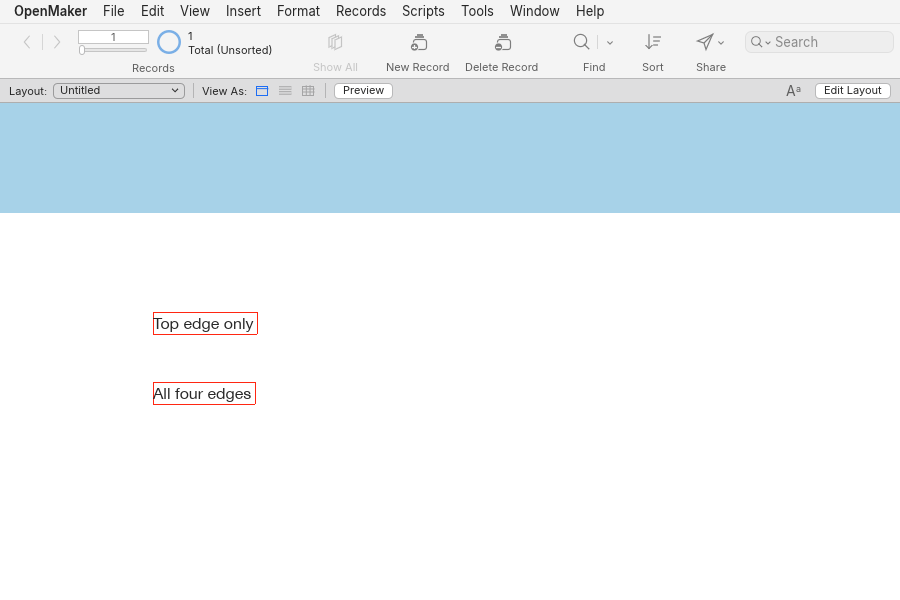 OpenMaker File Edit View Insert Format Records Scripts Tools Window Help
1
1
Total (Unsorted)
Records
Show All
New Record
Delete Record
Find
Sort
Share
Search
Layout: Untitled
View As:
Preview
Aa
Edit Layout
Top edge only
All four edges